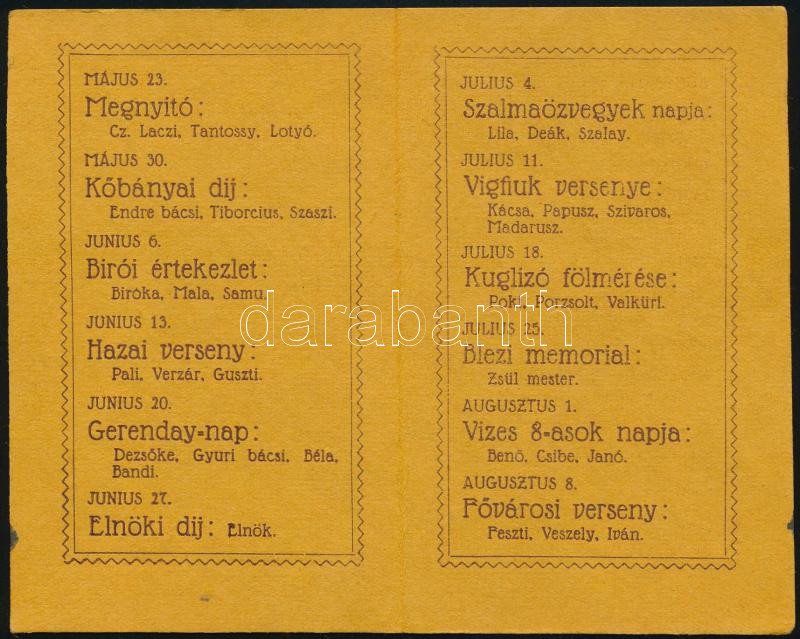 MÁJUS 23.
Megnyitó:
Cz. Laczi, Tantossy, Lotyó.
MÁJUS 30.
Kőbányai dij:
Endre bácsi, Tiborcius, Szaszi.
JUNIUS 6.
Birói értekezlet:
Biróka, Mala, Samu.
JUNIUS 13.
Hazai verseny:
Pali, Verzár, Guszti.
JUNIUS 20.
Gerenday=nap:
Dezsőke, Gyuri bácsi, Béla,
Bandi.
JUNIUS 27.
Elnöki dij: Elnök.
JULIUS 4.
Szalmaözvegyek napja:
Lila, Deák, Szalay.
JULIUS 11.
Vigfiuk versenye:
Kácsa, Papusz, Szivaros,
Madarusz.
JULIUS 18.
Kuglizó fölmérése:
Pokl, Porzsolt, Valküri.
JULIUS 25.
Blezi memorial:
Zsül mester.
AUGUSZTUS 1.
Vizes 8=asok napja:
Benő, Csibe, Janó.
AUGUSZTUS 8.
Fővárosi verseny:
Feszti, Veszely, Iván.
darabanth